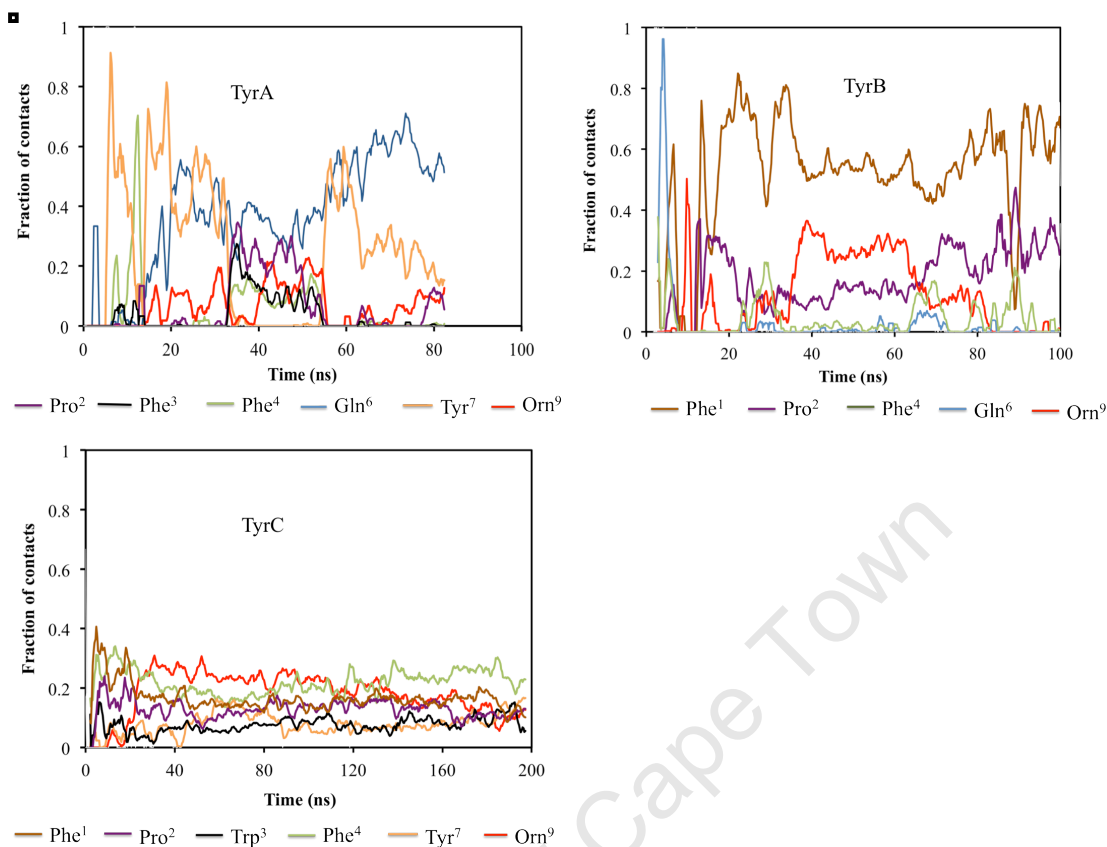 1
0.8
0.6
0.4
0.2
0
Fraction of contacts
TyrA
0 20 40 60 80 100
Time (ns)
Pro² Phe³ Phe⁴ Gln⁶ Tyr⁷ Orn⁹
1
0.8
0.6
0.4
0.2
0
Fraction of contacts
TyrB
0 20 40 60 80 100
Time (ns)
Phe¹ Pro² Phe⁴ Gln⁶ Orn⁹
1
0.8
0.6
0.4
0.2
0
Fraction of contacts
TyrC
0 40 80 120 160 200
Time (ns)
Phe¹ Pro² Trp³ Phe⁴ Tyr⁷ Orn⁹
Cape Town